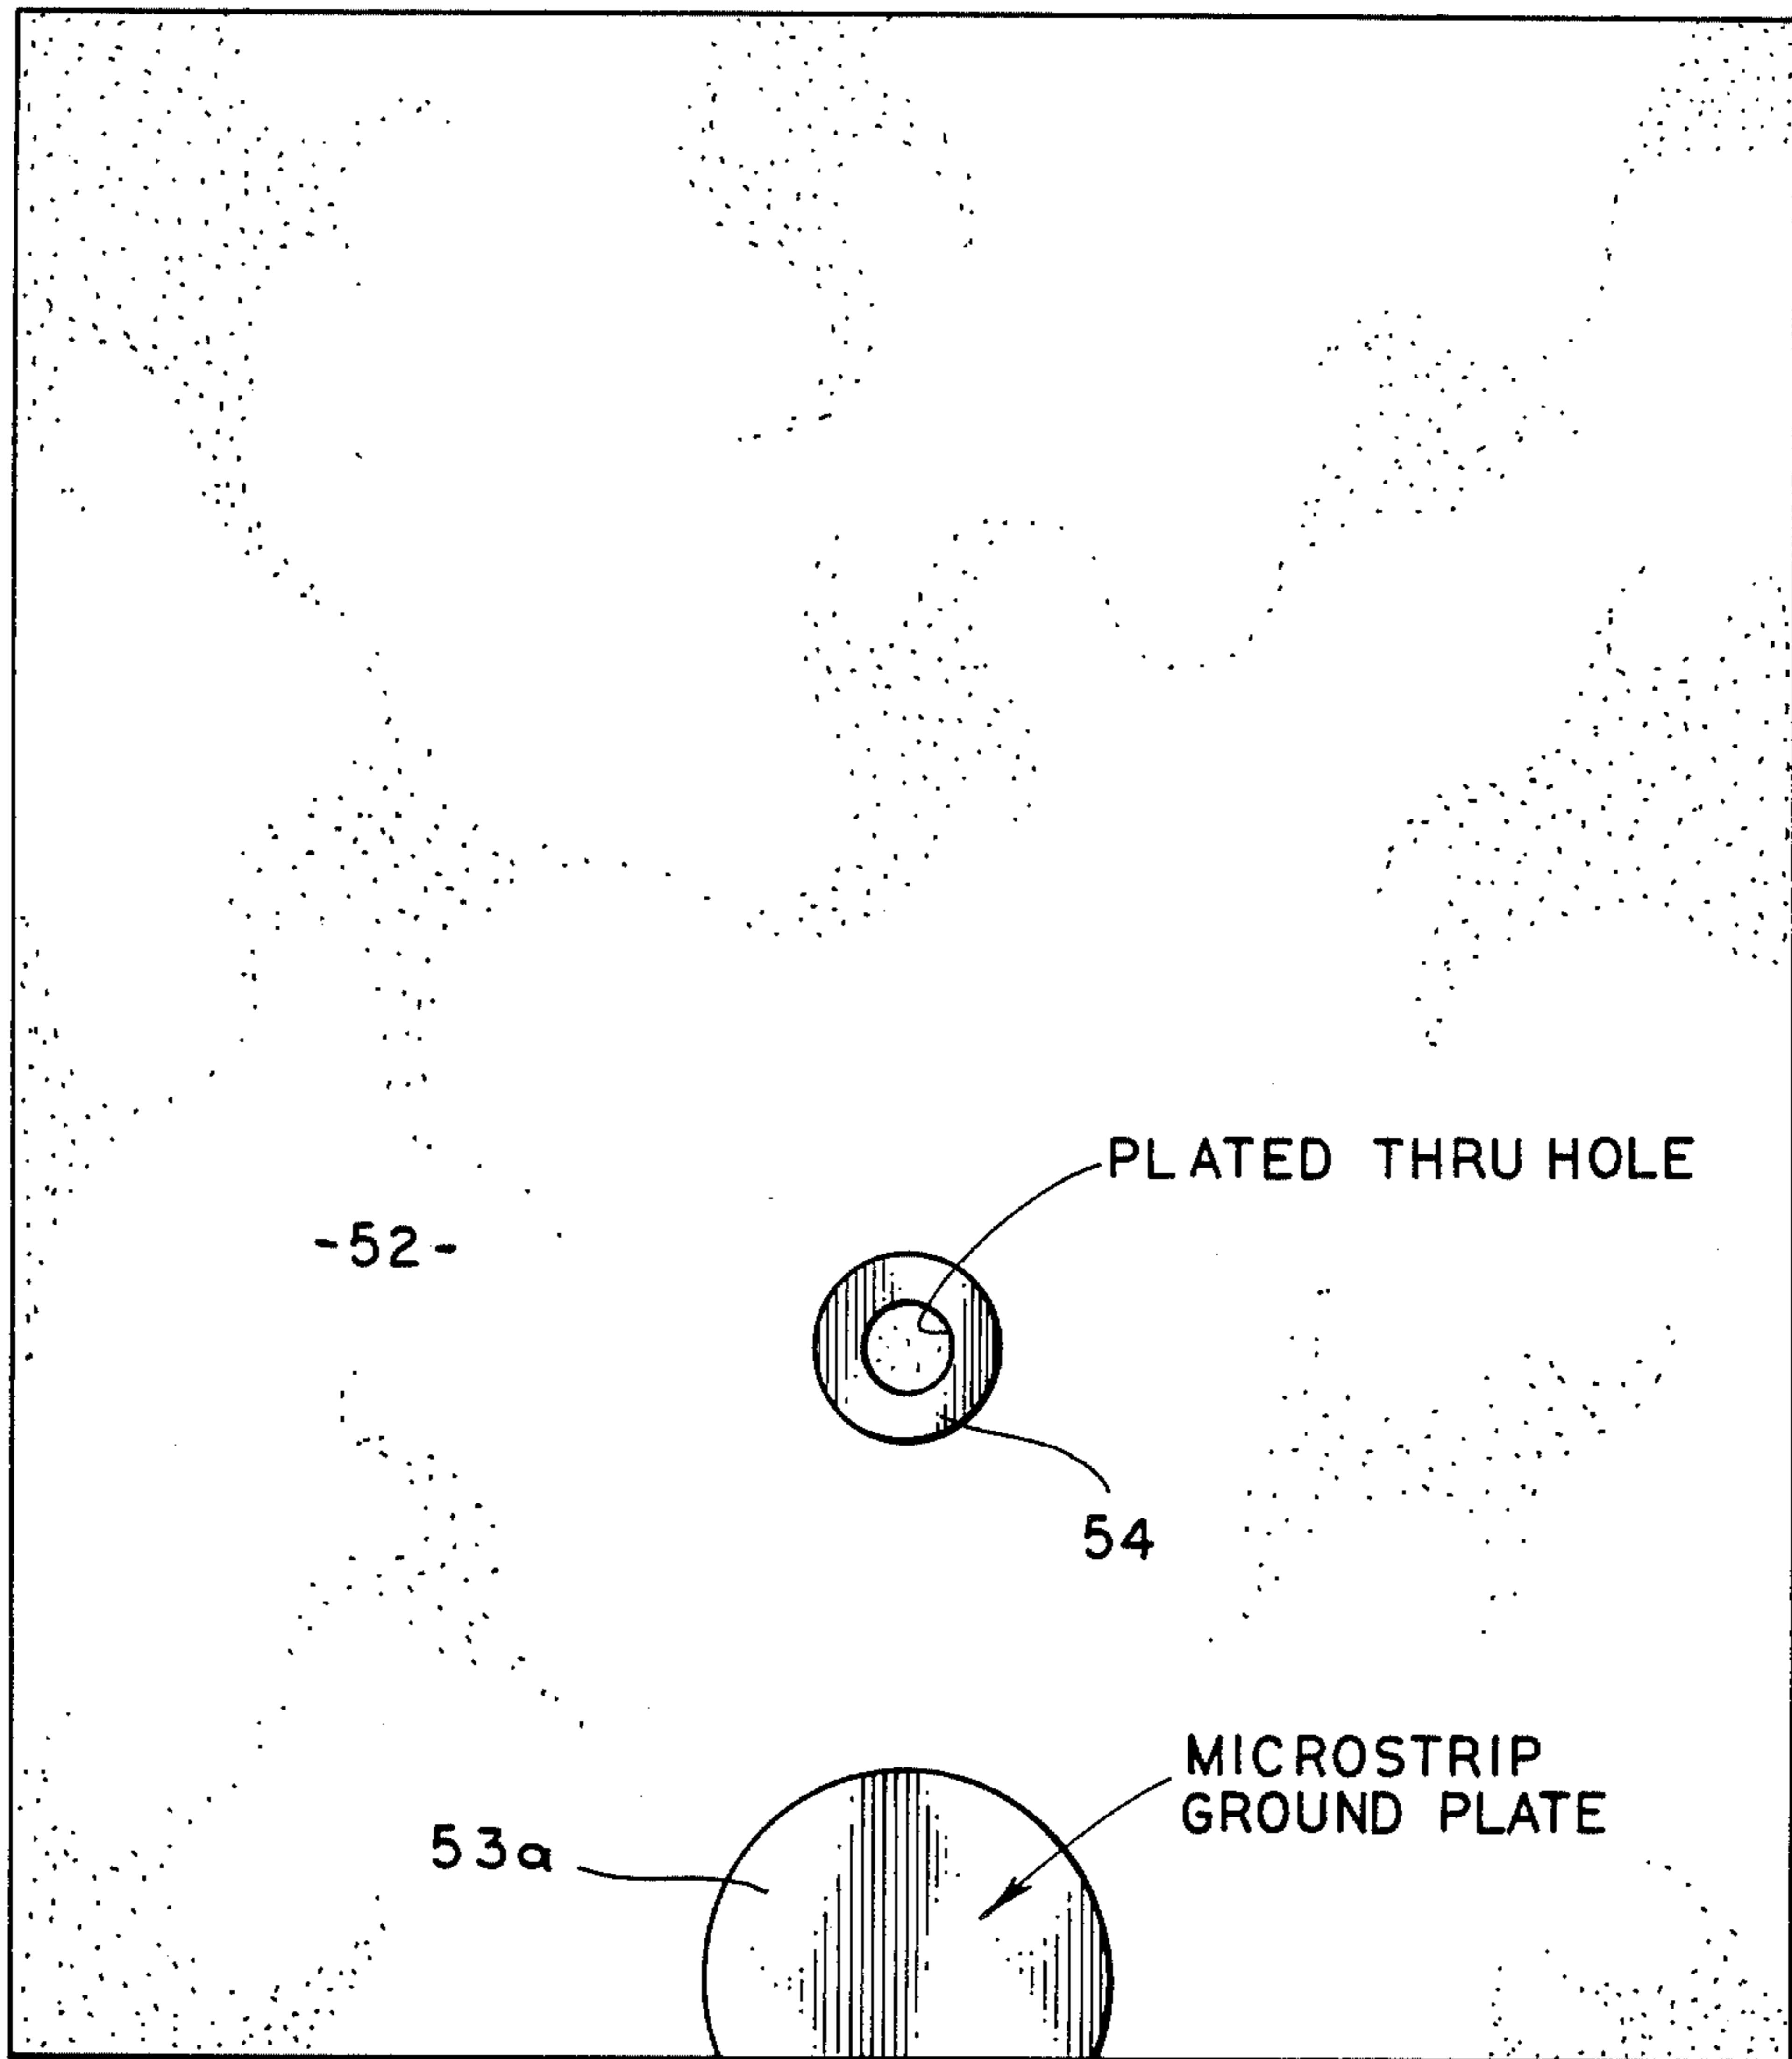 PLATED THRU HOLE
-52-
54
MICROSTRIP
GROUND PLATE
53a